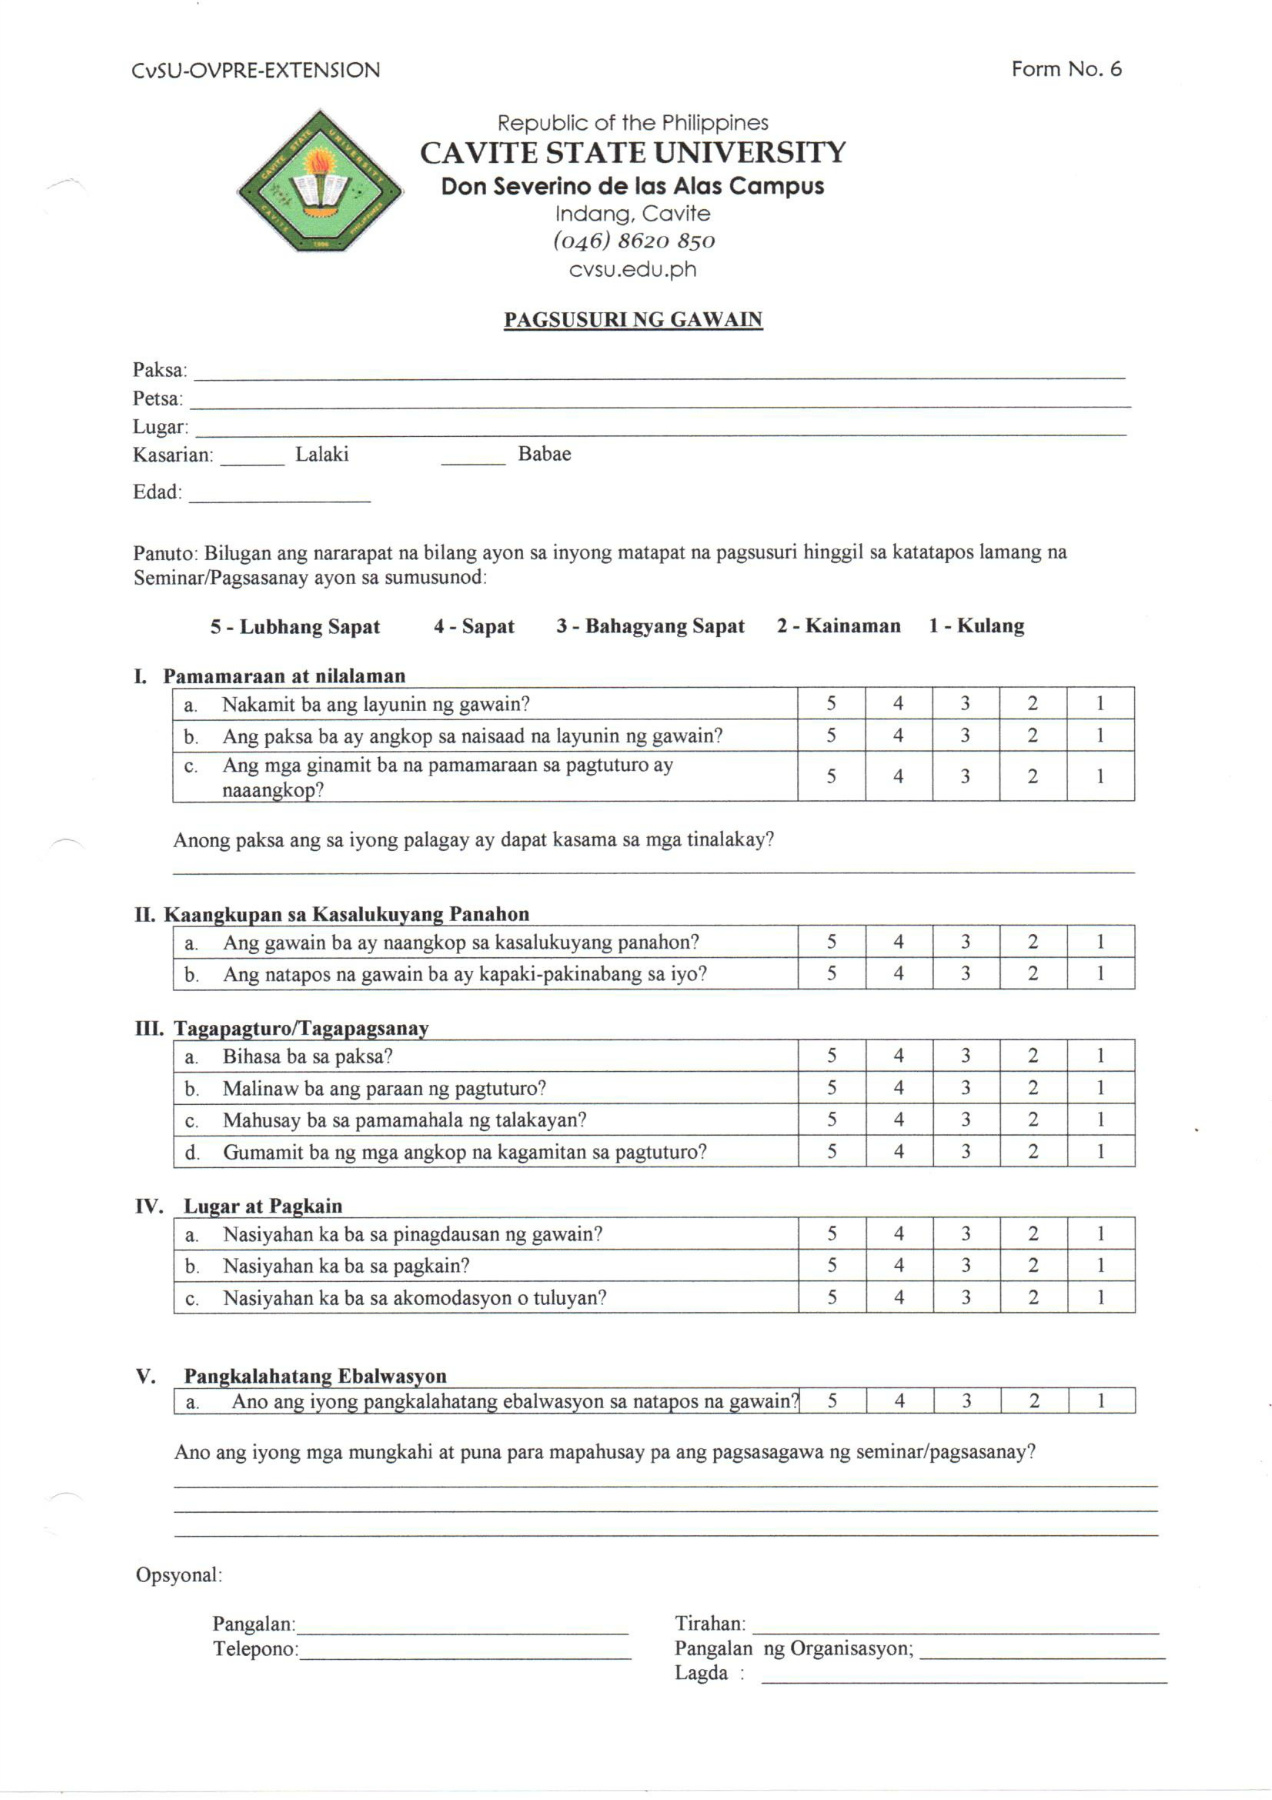 CvSU-OVPRE-EXTENSION Form No. 6
Republic of the Philippines
CAVITE STATE UNIVERSITY
Don Severino de las Alas Campus
Indang, Cavite
(046) 8620 850
cvsu.edu.ph
CAVITE STATE UNIVERSITY
CAVITE PHILIPPINES
1906
PAGSUSURI NG GAWAIN
Paksa:
Petsa:
Lugar:
Kasarian: ______ Lalaki ______ Babae
Edad:
Panuto: Bilugan ang nararapat na bilang ayon sa inyong matapat na pagsusuri hinggil sa katatapos lamang na
Seminar/Pagsasanay ayon sa sumusunod:
5 - Lubhang Sapat 4 - Sapat 3 - Bahagyang Sapat 2 - Kainaman 1 - Kulang
I. Pamamaraan at nilalaman
a. Nakamit ba ang layunin ng gawain? 5 4 3 2 1
b. Ang paksa ba ay angkop sa naisaad na layunin ng gawain? 5 4 3 2 1
c. Ang mga ginamit ba na pamamaraan sa pagtuturo ay
naaangkop? 5 4 3 2 1
Anong paksa ang sa iyong palagay ay dapat kasama sa mga tinalakay?
II. Kaangkupan sa Kasalukuyang Panahon
a. Ang gawain ba ay naangkop sa kasalukuyang panahon? 5 4 3 2 1
b. Ang natapos na gawain ba ay kapaki-pakinabang sa iyo? 5 4 3 2 1
III. Tagapagturo/Tagapagsanay
a. Bihasa ba sa paksa? 5 4 3 2 1
b. Malinaw ba ang paraan ng pagtuturo? 5 4 3 2 1
c. Mahusay ba sa pamamahala ng talakayan? 5 4 3 2 1
d. Gumamit ba ng mga angkop na kagamitan sa pagtuturo? 5 4 3 2 1
IV. Lugar at Pagkain
a. Nasiyahan ka ba sa pinagdausan ng gawain? 5 4 3 2 1
b. Nasiyahan ka ba sa pagkain? 5 4 3 2 1
c. Nasiyahan ka ba sa akomodasyon o tuluyan? 5 4 3 2 1
V. Pangkalahatang Ebalwasyon
a. Ano ang iyong pangkalahatang ebalwasyon sa natapos na gawain? 5 4 3 2 1
Ano ang iyong mga mungkahi at puna para mapahusay pa ang pagsasagawa ng seminar/pagsasanay?
Opsyonal:
Pangalan: Tirahan:
Telepono: Pangalan ng Organisasyon;
Lagda :